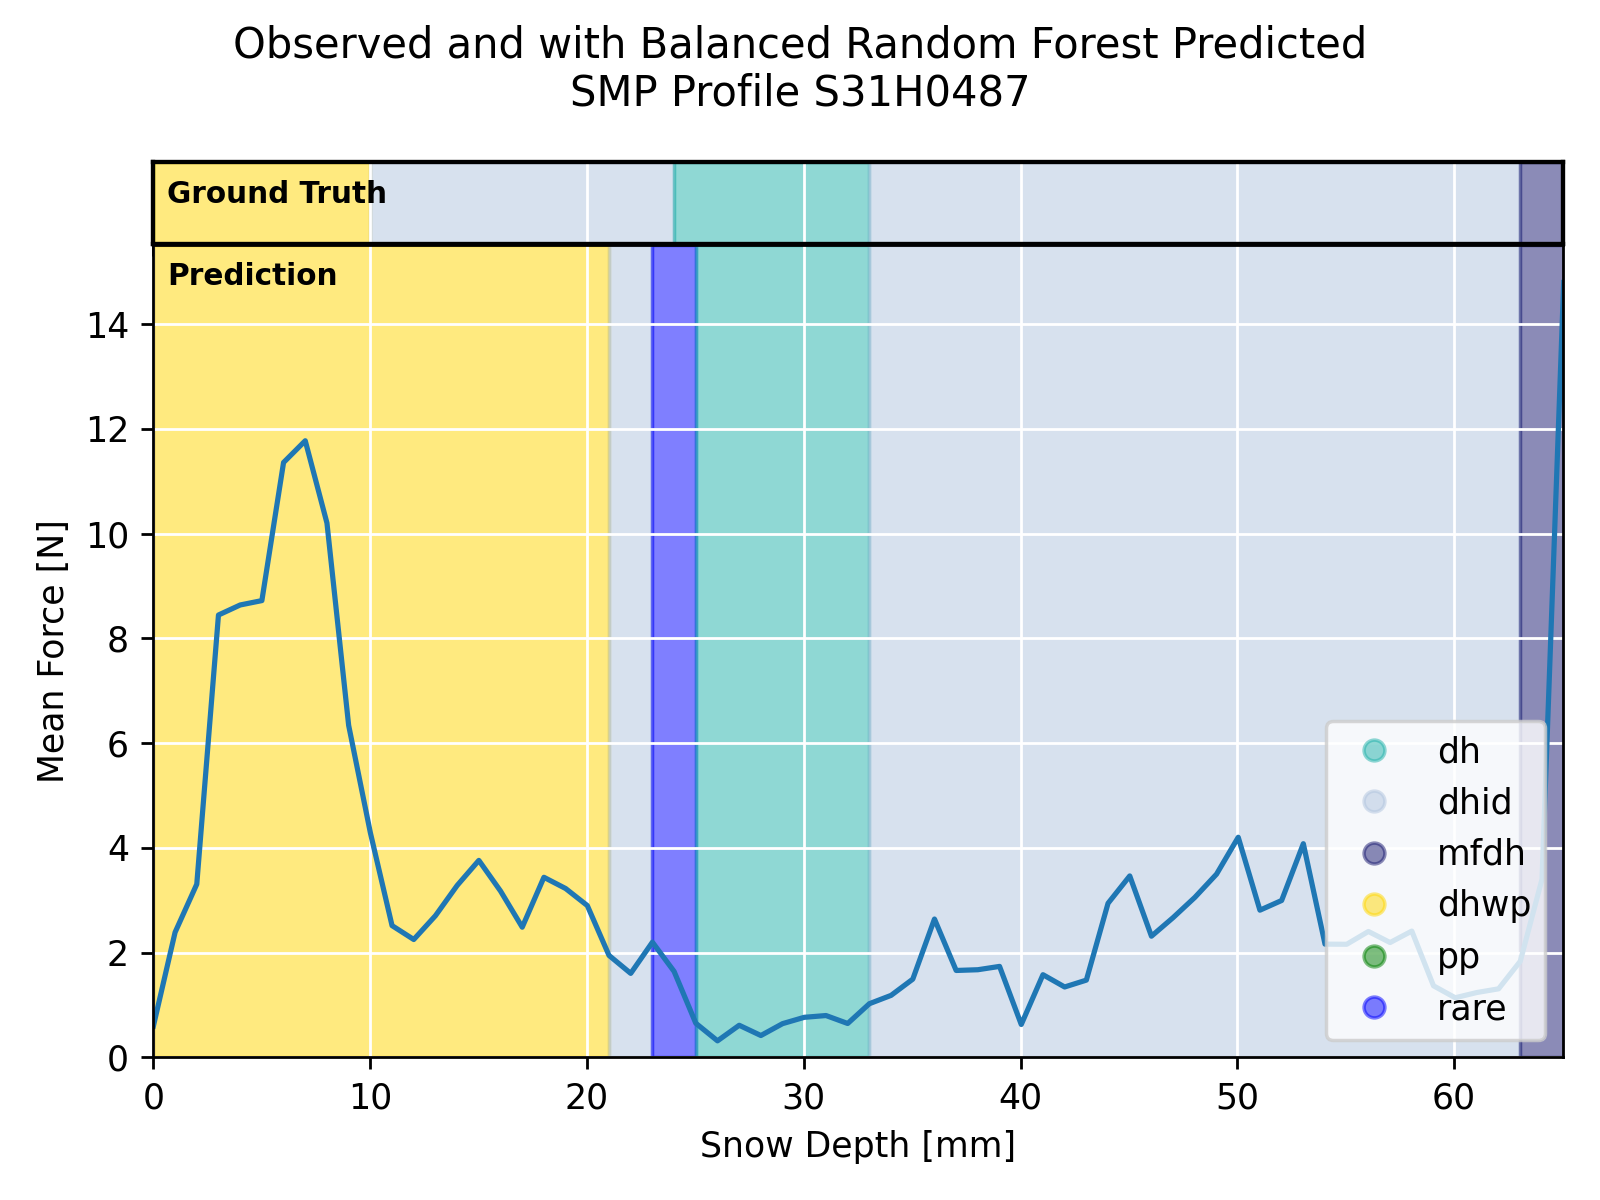 Observed and with Balanced Random Forest Predicted
SMP Profile S31H0487
Ground Truth
Prediction
14
12
10
8
6
4
2
0
Mean Force [N]
dh
dhid
mfdh
dhwp
pp
rare
0 10 20 30 40 50 60
Snow Depth [mm]